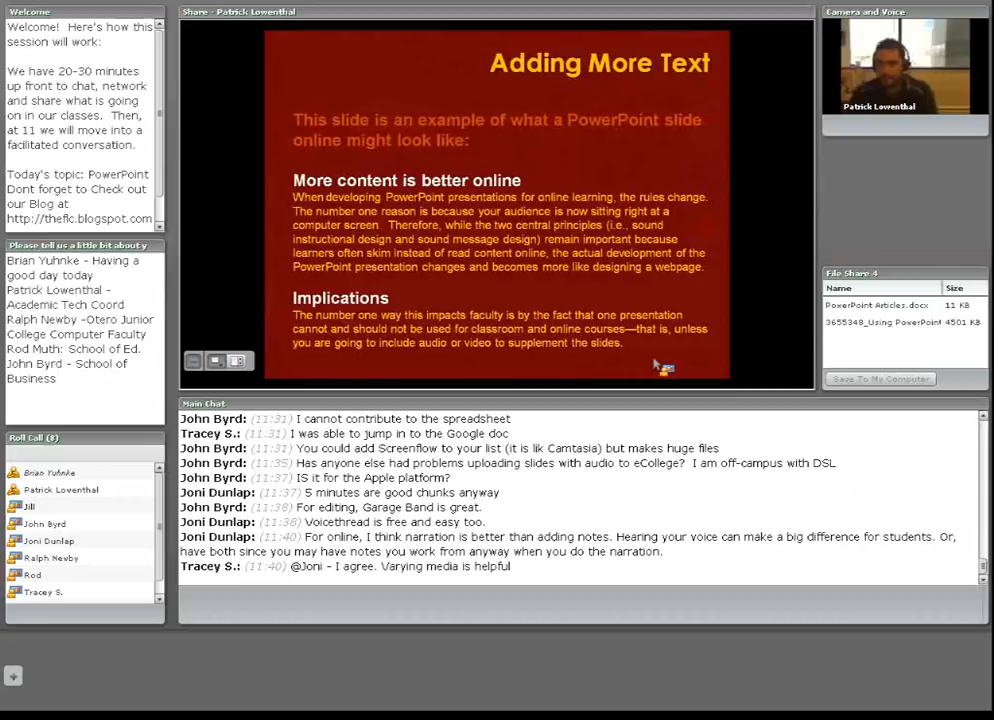 Welcome
Welcome!  Here's how this
session will work:
We have 20-30 minutes
up front to chat, network
and share what is going
on in our classes.  Then,
at 11 we will move into a
facilitated conversation.
Today's topic: PowerPoint
Dont forget to Check out
our Blog at
http://theflc.blogspot.com
Please tell us a little bit about y
Brian Yuhnke - Having a
good day today
Patrick Lowenthal -
Academic Tech Coord
Ralph Newby -Otero Junior
College Computer Faculty
Rod Muth: School of Ed.
John Byrd - School of
Business
Roll Call (8)
Brian Yuhnke
Patrick Lowenthal
Jill
John Byrd
Joni Dunlap
Ralph Newby
Rod
Tracey S.
Share - Patrick Lowenthal
Adding More Text
This slide is an example of what a PowerPoint slide
online might look like:
More content is better online
When developing PowerPoint presentations for online learning, the rules change.
The number one reason is because your audience is now sitting right at a
computer screen.  Therefore, while the two central principles (i.e., sound
instructional design and sound message design) remain important because
learners often skim instead of read content online, the actual development of the
PowerPoint presentation changes and becomes more like designing a webpage.
Implications
The number one way this impacts faculty is by the fact that one presentation
cannot and should not be used for classroom and online courses—that is, unless
you are going to include audio or video to supplement the slides.
Main Chat
John Byrd: (11:31) I cannot contribute to the spreadsheet
Tracey S.: (11:31) I was able to jump in to the Google doc
John Byrd: (11:31) You could add Screenflow to your list (it is lik Camtasia) but makes huge files
John Byrd: (11:35) Has anyone else had problems uploading slides with audio to eCollege?  I am off-campus with DSL
John Byrd: (11:37) IS it for the Apple platform?
Joni Dunlap: (11:37) 5 minutes are good chunks anyway
John Byrd: (11:38) For editing, Garage Band is great.
Joni Dunlap: (11:38) Voicethread is free and easy too.
Joni Dunlap: (11:40) For online, I think narration is better than adding notes. Hearing your voice can make a big difference for students. Or,
have both since you may have notes you work from anyway when you do the narration.
Tracey S.: (11:40) @Joni - I agree. Varying media is helpful
Camera and Voice
Patrick Lowenthal
File Share 4
Name Size
PowerPoint Articles.docx 11 KB
3655348_Using PowerPoint 4501 KB
Save To My Computer